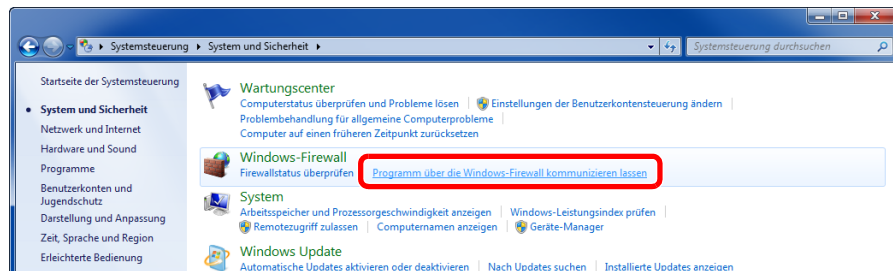 Systemsteuerung ▸ System und Sicherheit ▸
Systemsteuerung durchsuchen
Startseite der Systemsteuerung
System und Sicherheit
Netzwerk und Internet
Hardware und Sound
Programme
Benutzerkonten und
Jugendschutz
Darstellung und Anpassung
Zeit, Sprache und Region
Erleichterte Bedienung
Wartungscenter
Computerstatus überprüfen und Probleme lösen | Einstellungen der Benutzerkontensteuerung ändern |
Problembehandlung für allgemeine Computerprobleme |
Computer auf einen früheren Zeitpunkt zurücksetzen
Windows-Firewall
Firewallstatus überprüfen | Programm über die Windows-Firewall kommunizieren lassen
System
Arbeitsspeicher und Prozessorgeschwindigkeit anzeigen | Windows-Leistungsindex prüfen |
Remotezugriff zulassen | Computernamen anzeigen | Geräte-Manager
Windows Update
Automatische Updates aktivieren oder deaktivieren | Nach Updates suchen | Installierte Updates anzeigen